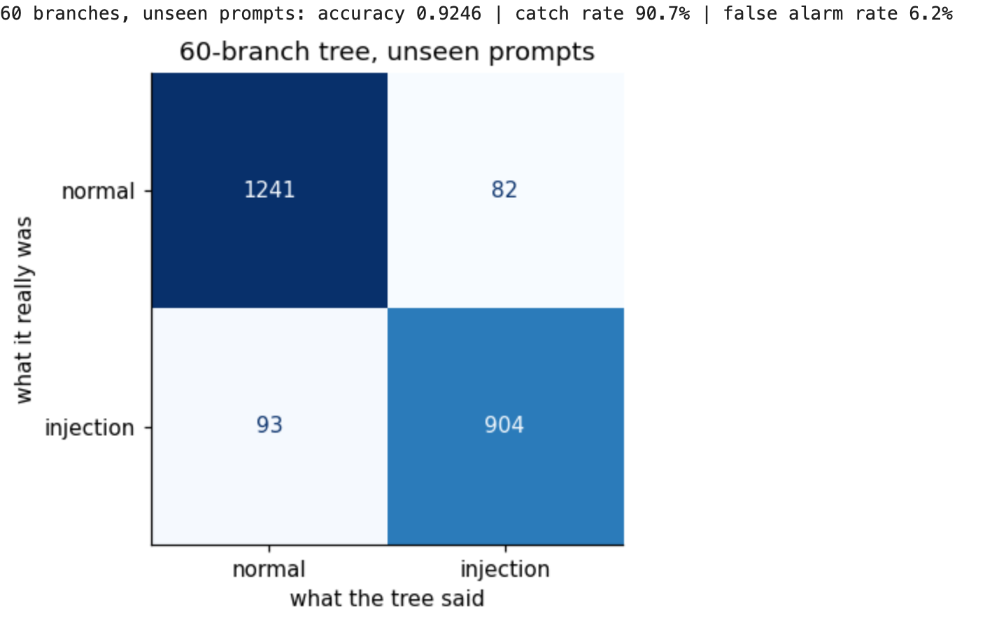 60 branches, unseen prompts: accuracy 0.9246 | catch rate 90.7% | false alarm rate 6.2%
60-branch tree, unseen prompts
what it really was
normal
1241
82
injection
93
904
normal
injection
what the tree said